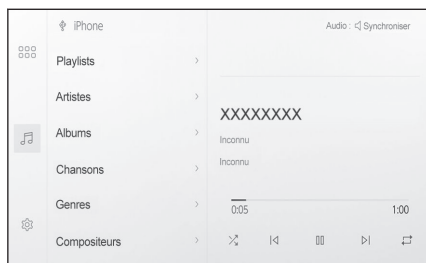 iPhone
Audio : Synchroniser
Playlists
Artistes
Albums
Chansons
Genres
Compositeurs
XXXXXXXX
Inconnu
Inconnu
0:05
1:00